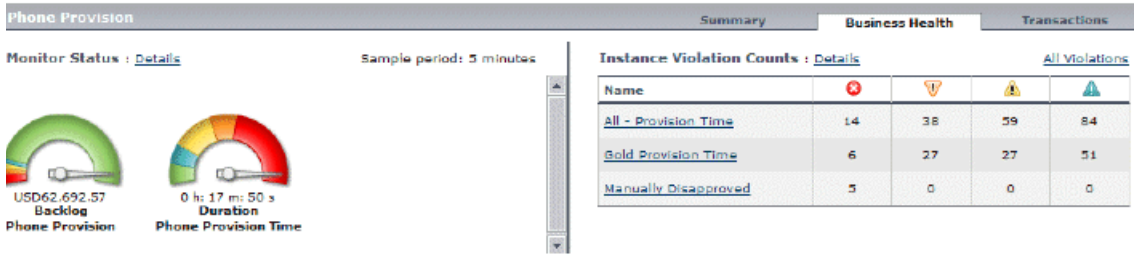 Phone Provision
Summary
Business Health
Transactions
Monitor Status : Details
Sample period: 5 minutes
USD62.692.57
Backlog
Phone Provision
0 h: 17 m: 50 s
Duration
Phone Provision Time
Instance Violation Counts : Details
All Violations
Name
All - Provision Time 14 38 59 84
Gold Provision Time 6 27 27 51
Manually Disapproved 5 0 0 0